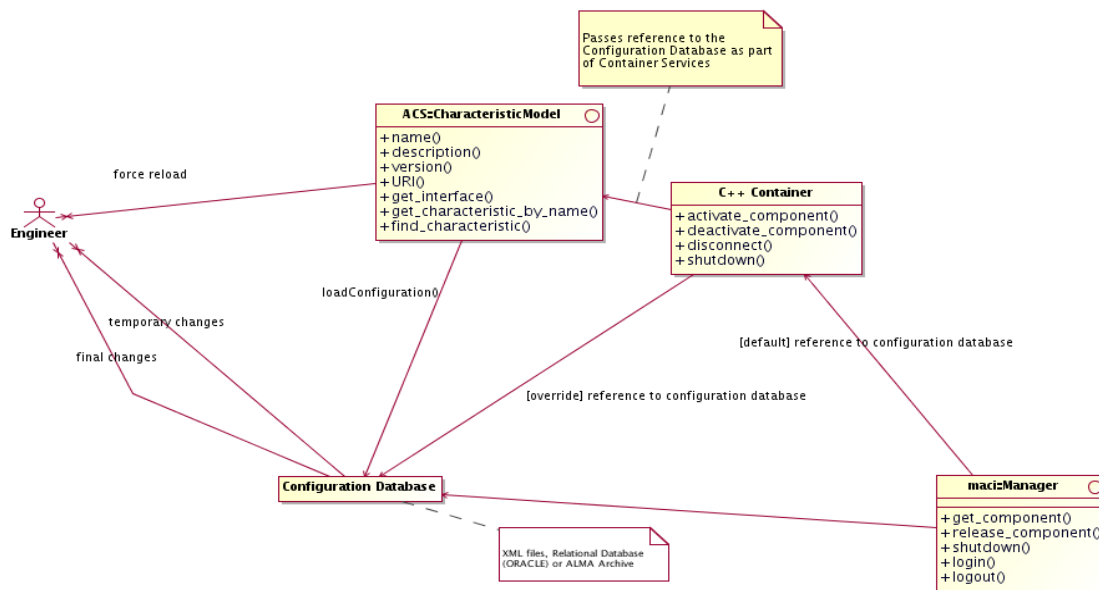 Passes reference to the
Configuration Database as part
of Container Services
ACS::CharacteristicModel
+name()
+description()
+version()
+URI()
+get_interface()
+get_characteristic_by_name()
+find_characteristic()
force reload
C++ Container
+activate_component()
+deactivate_component()
+disconnect()
+shutdown()
Engineer
loadConfiguration()
temporary changes
final changes
[default] reference to configuration database
[override] reference to configuration database
Configuration Database
maci::Manager
+get_component()
+release_component()
+shutdown()
+login()
+logout()
XML files, Relational Database
(ORACLE) or ALMA Archive